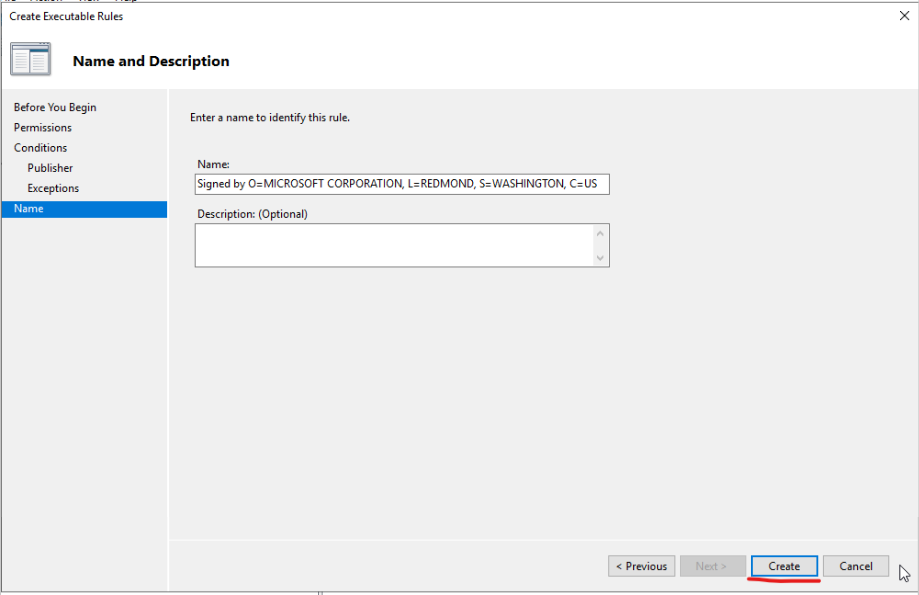 Create Executable Rules
Name and Description
Before You Begin
Permissions
Conditions
Publisher
Exceptions
Name
Enter a name to identify this rule.
Name:
Signed by O=MICROSOFT CORPORATION, L=REDMOND, S=WASHINGTON, C=US
Description: (Optional)
< Previous
Next >
Create
Cancel